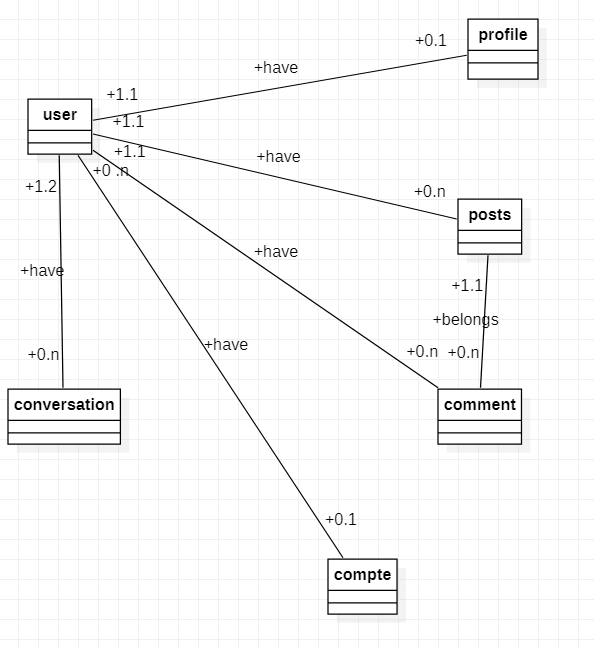 profile
+0.1
+have
+1.1
user
+1.1
+1.1
+have
+0 .n
+1.2
+0.n
posts
+have
+have
+1.1
+belongs
+have
+0.n
+0.n
+0.n
conversation
comment
+0.1
compte